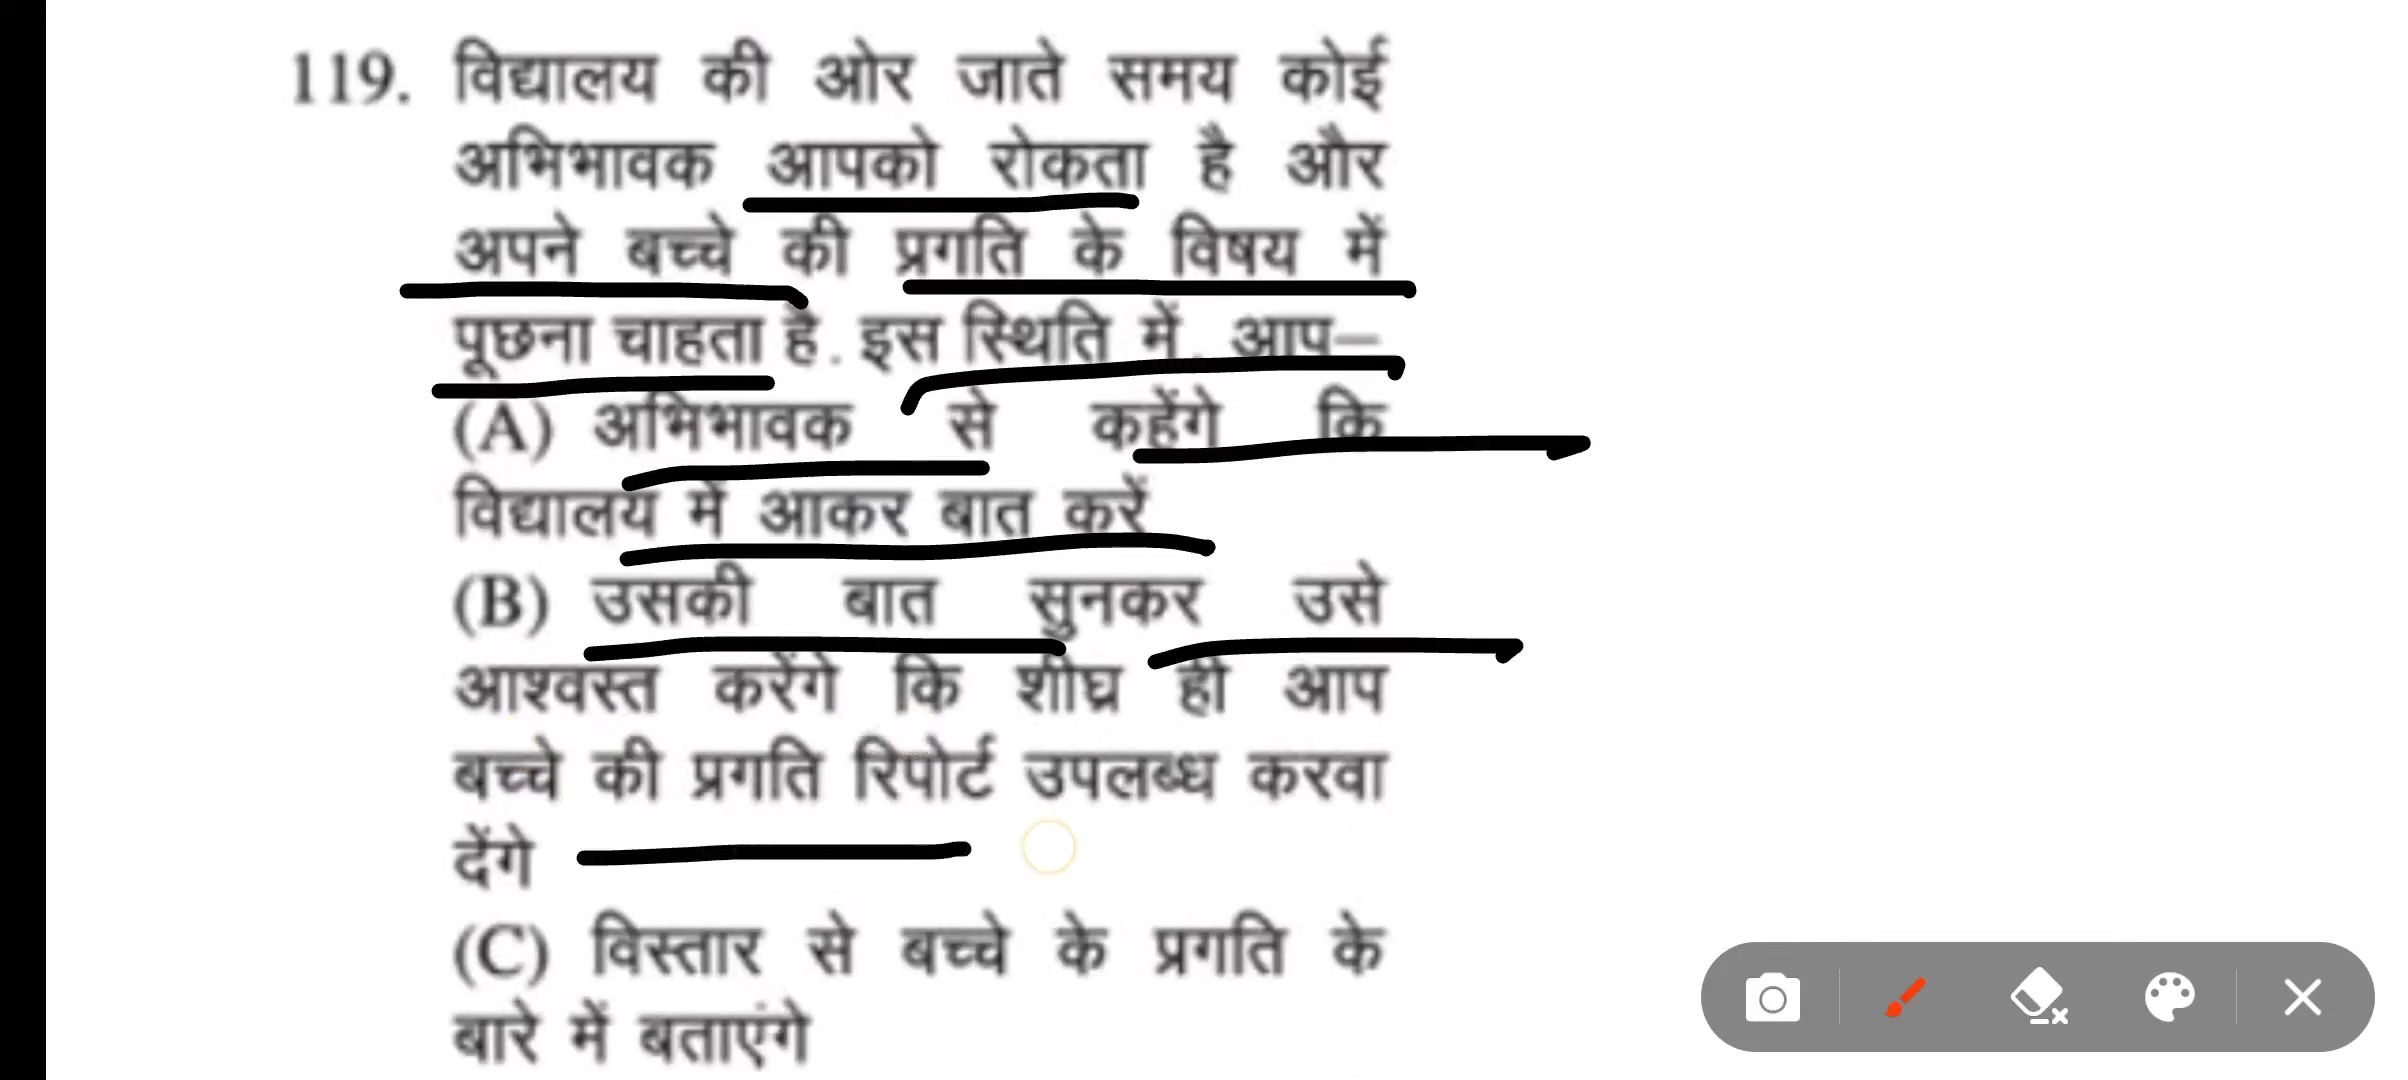 119. विद्यालय की ओर जाते समय कोई
अभिभावक आपको रोकता है और
अपने बच्चे की प्रगति के विषय में
पूछना चाहता है. इस स्थिति में, आप–
(A) अभिभावक से कहेंगे कि
विद्यालय में आकर बात करें
(B) उसकी बात सुनकर उसे
आश्वस्त करेंगे कि शीघ्र ही आप
बच्चे की प्रगति रिपोर्ट उपलब्ध करवा
देंगे
(C) विस्तार से बच्चे के प्रगति के
बारे में बताएंगे